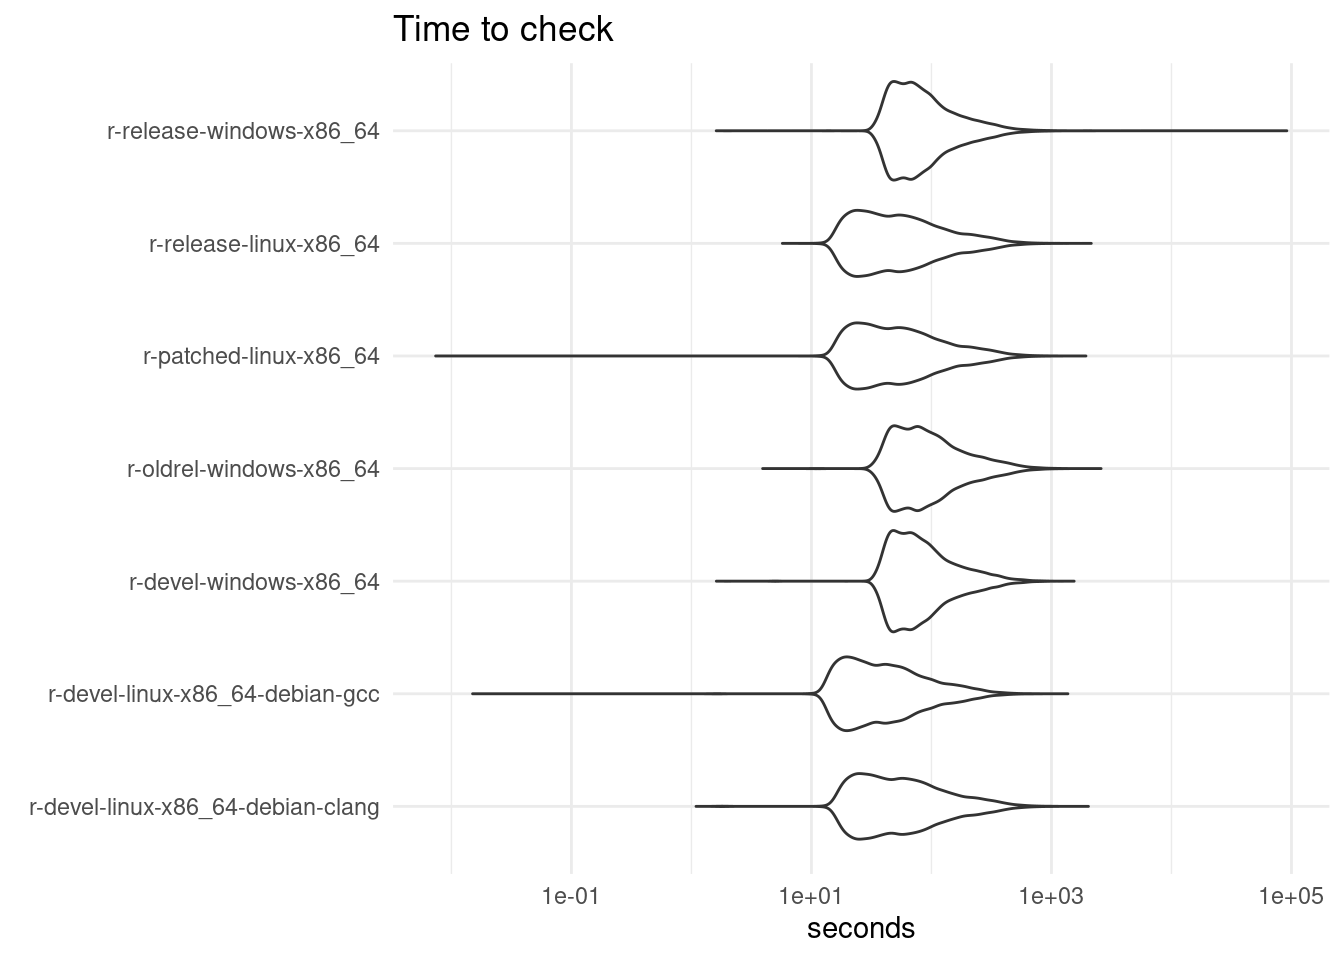 Time to check
r-release-windows-x86_64
r-release-linux-x86_64
r-patched-linux-x86_64
r-oldrel-windows-x86_64
r-devel-windows-x86_64
r-devel-linux-x86_64-debian-gcc
r-devel-linux-x86_64-debian-clang
1e-01 1e+01 1e+03 1e+05
seconds